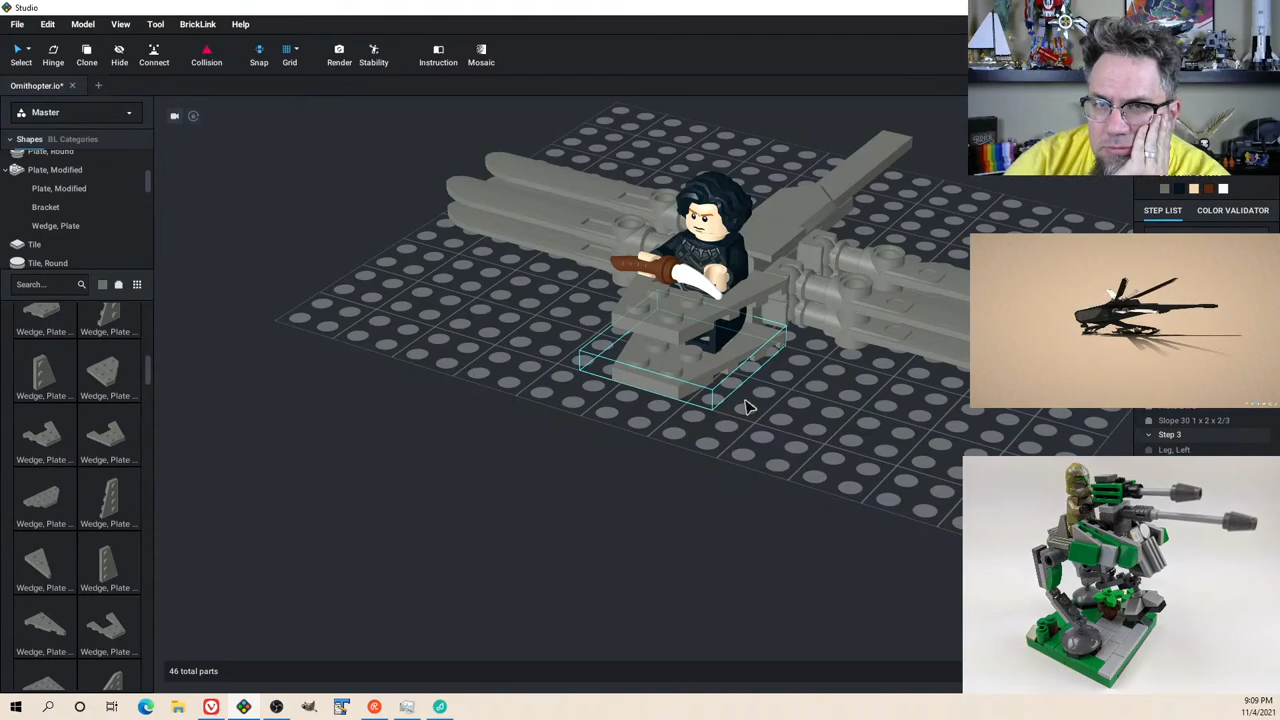 Studio
File Edit Model View Tool BrickLink Help
Select Hinge Clone Hide Connect Collision Snap Grid Render Stability Instruction Mosaic
Ornithopter.io*
Master
Shapes BL Categories
Plate, Round
Plate, Modified
Plate, Modified
Bracket
Wedge, Plate
Tile
Tile, Round
Search...
Wedge, Plate ... Wedge, Plate ...
Wedge, Plate ... Wedge, Plate ...
Wedge, Plate ... Wedge, Plate ...
Wedge, Plate ... Wedge, Plate ...
Wedge, Plate ... Wedge, Plate ...
Wedge, Plate ... Wedge, Plate ...
46 total parts
STEP LIST COLOR VALIDATOR
Slope 30 1 x 2 x 2/3
Step 3
Leg, Left
9:09 PM
11/4/2021